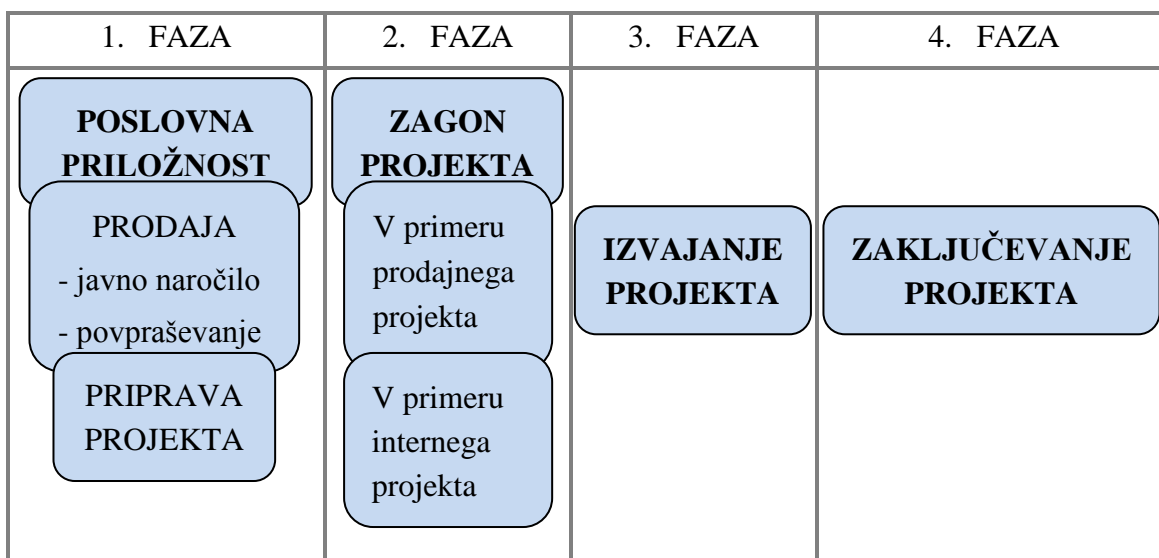 1. FAZA
2. FAZA
3. FAZA
4. FAZA
POSLOVNA
PRILOŽNOST
PRODAJA
- javno naročilo
- povpraševanje
PRIPRAVA
PROJEKTA
ZAGON
PROJEKTA
V primeru
prodajnega
projekta
V primeru
internega
projekta
IZVAJANJE
PROJEKTA
ZAKLJUČEVANJE
PROJEKTA